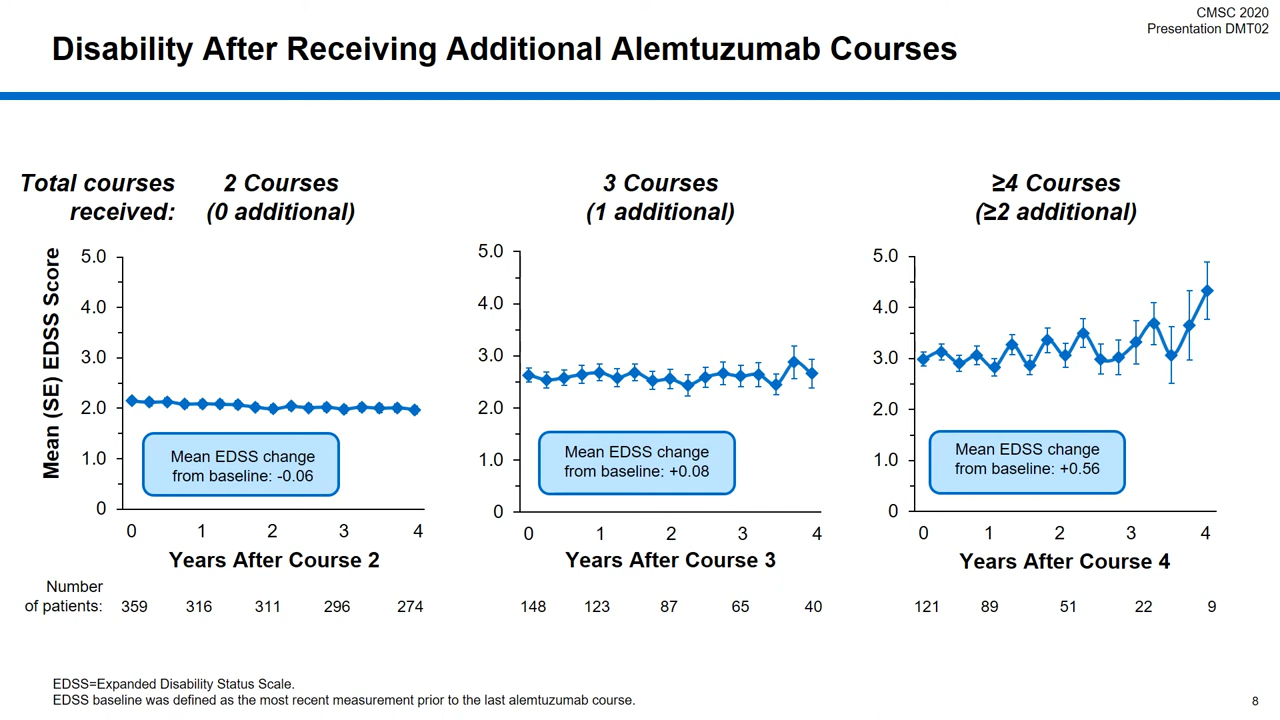 CMSC 2020
Presentation DMT02
Disability After Receiving Additional Alemtuzumab Courses
Total courses
received:
2 Courses
(0 additional)
3 Courses
(1 additional)
≥4 Courses
(≥2 additional)
Mean (SE) EDSS Score
5.0
4.0
3.0
2.0
1.0
0
Mean EDSS change
from baseline: -0.06
0 1 2 3 4
Years After Course 2
5.0
4.0
3.0
2.0
1.0
0
Mean EDSS change
from baseline: +0.08
0 1 2 3 4
Years After Course 3
5.0
4.0
3.0
2.0
1.0
0
Mean EDSS change
from baseline: +0.56
0 1 2 3 4
Years After Course 4
Number
of patients:
359 316 311 296 274
148 123 87 65 40
121 89 51 22 9
EDSS=Expanded Disability Status Scale.
EDSS baseline was defined as the most recent measurement prior to the last alemtuzumab course.
8